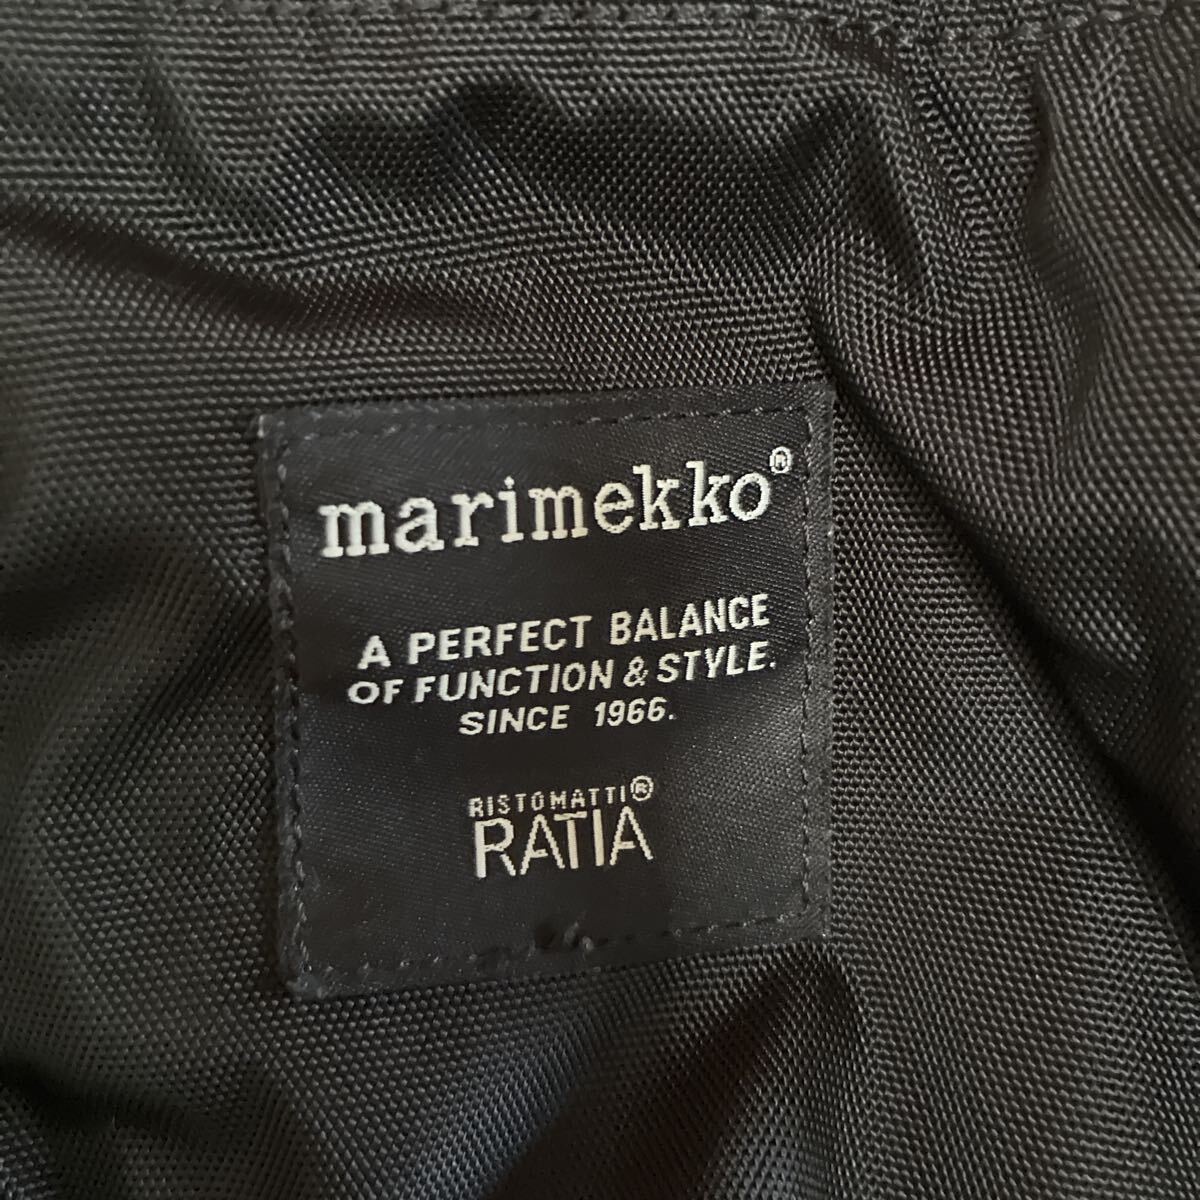 marimekko®
A PERFECT BALANCE
OF FUNCTION & STYLE.
SINCE 1966.
RISTOMATTI®
RATIA